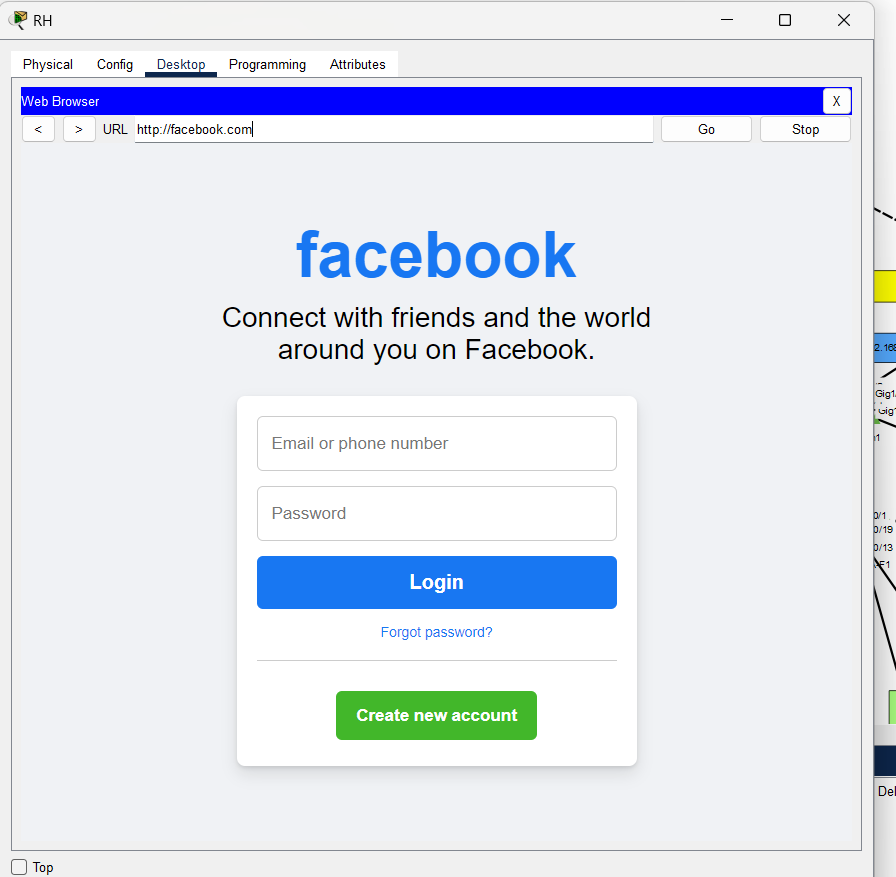 RH
Physical Config Desktop Programming Attributes
Web Browser X
< > URL http://facebook.com Go Stop
facebook
Connect with friends and the world
around you on Facebook.
Email or phone number
Password
Login
Forgot password?
Create new account
Top
2.168
Gig1
Gig1
0/1
0/19
0/13
F1
Del